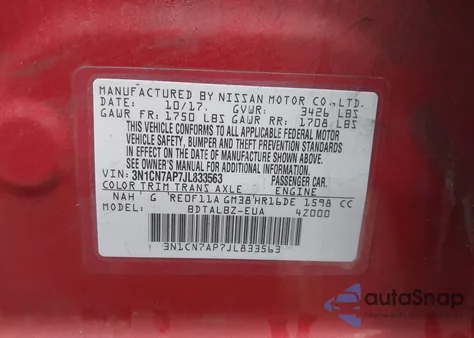 MANUFACTURED BY NISSAN MOTOR CO.,LTD.
DATE: 10/17. GVWR: 3426 LBS
GAWR FR: 1750 LBS GAWR RR: 1708 LBS
THIS VEHICLE CONFORMS TO ALL APPLICABLE FEDERAL MOTOR
VEHICLE SAFETY, BUMPER, AND THEFT PREVENTION STANDARDS
IN EFFECT ON THE DATE OF MANUFACTURE SHOWN ABOVE.
SEE OWNER'S MANUAL FOR ADDITIONAL INFORMATION
VIN: 3N1CN7AP7JL833563 PASSENGER CAR.
COLOR TRIM TRANS AXLE ENGINE
NAH G RE0F11A GM38 HR16DE 1598 CC
MODEL: BDTALBZ-EUA 4Z000
3N1CN7AP7JL833563
autoSnap